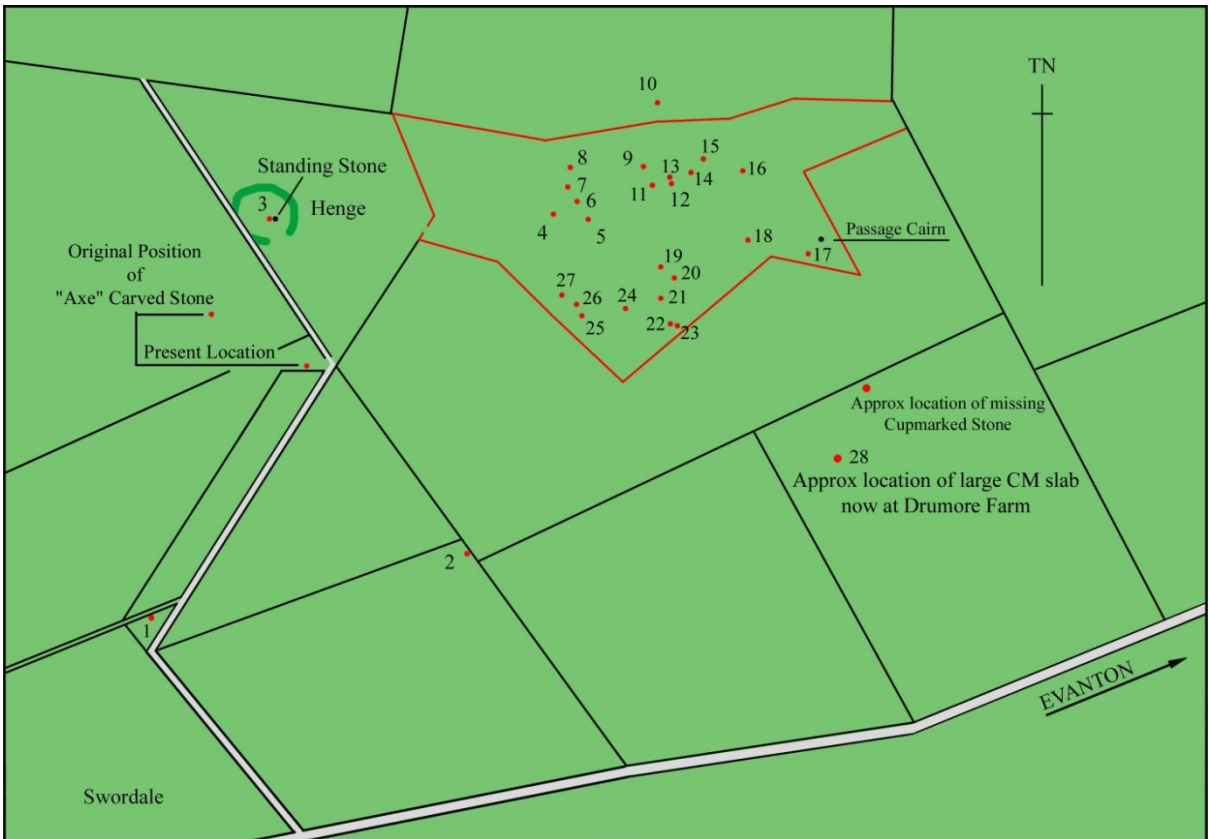 10
TN
15
8
9
13
14
16
Standing Stone
7
11
12
3
Henge
6
4
5
Passage Cairn
18
17
Original Position
of
"Axe" Carved Stone
19
20
27
26
24
21
25
22
23
Present Location
Approx location of missing
Cupmarked Stone
28
Approx location of large CM slab
now at Drumore Farm
2
1
EVANTON
Swordale